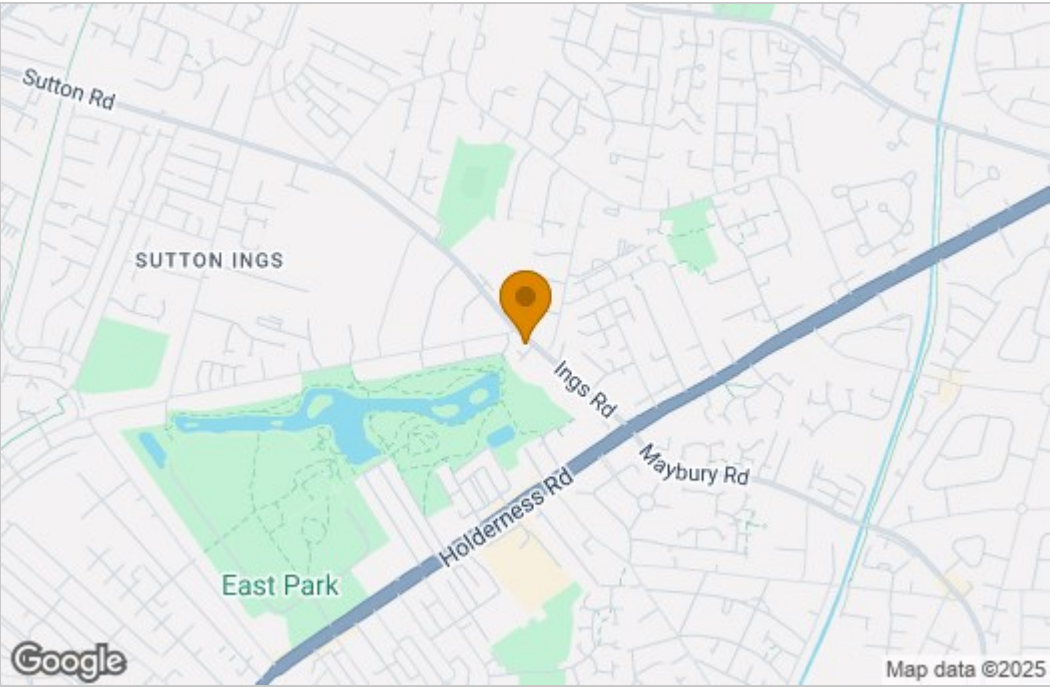 Sutton Rd
SUTTON INGS
Ings Rd
Maybury Rd
Holderness Rd
East Park
Google
Map data ©2025